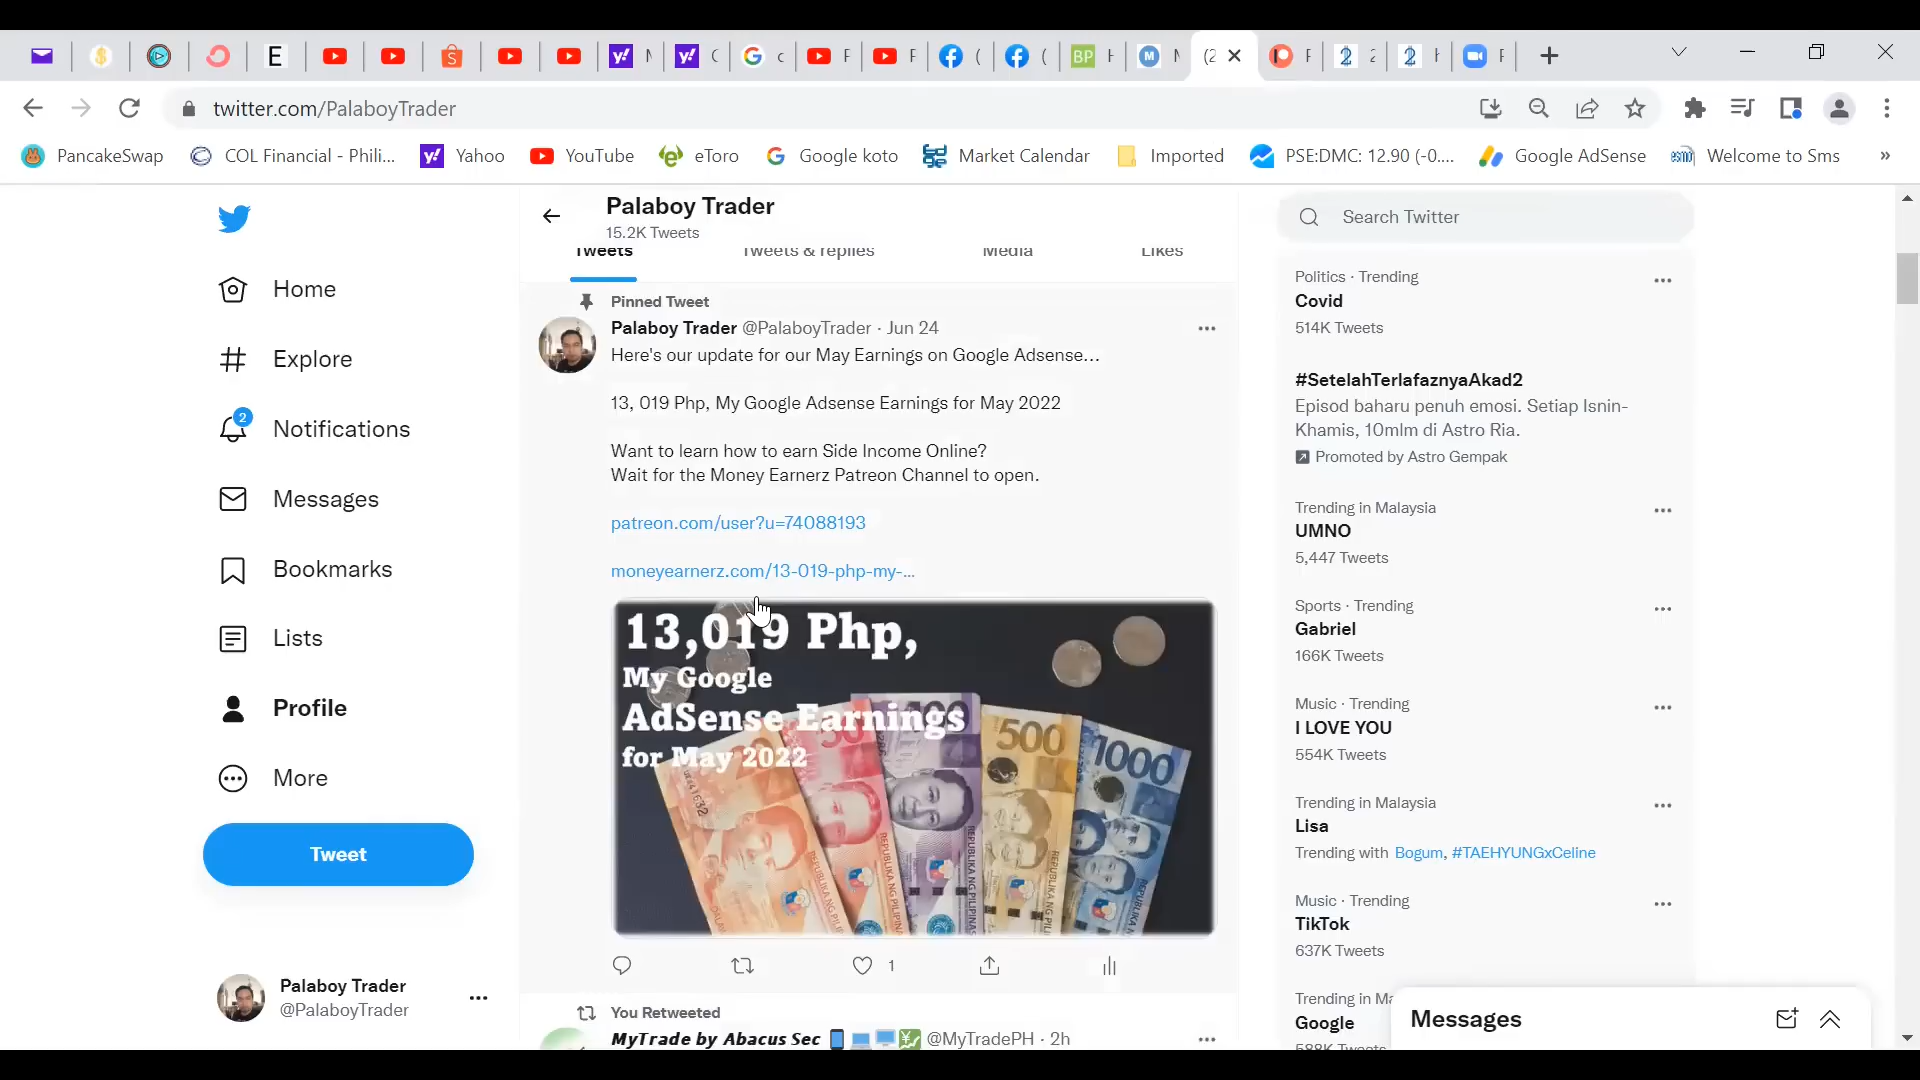 E
N
C
c
F
F
(
(
BP
H
M
N
(2
F
2
h
F
twitter.com/PalaboyTrader
PancakeSwap
COL Financial - Phili...
Yahoo
YouTube
eToro
Google koto
Market Calendar
Imported
PSE:DMC: 12.90 (-0....
Google AdSense
Welcome to Sms
»
Home
Explore
2
Notifications
Messages
Bookmarks
Lists
Profile
More
Tweet
Palaboy Trader
@PalaboyTrader
Palaboy Trader
15.2K Tweets
Tweets
Tweets & replies
Media
Likes
Pinned Tweet
Palaboy Trader @PalaboyTrader · Jun 24
Here's our update for our May Earnings on Google Adsense...
13, 019 Php, My Google Adsense Earnings for May 2022
Want to learn how to earn Side Income Online?
Wait for the Money Earnerz Patreon Channel to open.
patreon.com/user?u=74088193
moneyearnerz.com/13-019-php-my-...
13,019 Php,
My Google
AdSense Earnings
for May 2022
500
1000
1
You Retweeted
MyTrade by Abacus Sec @MyTradePH · 2h
Search Twitter
Politics · Trending
Covid
514K Tweets
#SetelahTerlafaznyaAkad2
Episod baharu penuh emosi. Setiap Isnin-
Khamis, 10mlm di Astro Ria.
Promoted by Astro Gempak
Trending in Malaysia
UMNO
5,447 Tweets
Sports · Trending
Gabriel
166K Tweets
Music · Trending
I LOVE YOU
554K Tweets
Trending in Malaysia
Lisa
Trending with Bogum, #TAEHYUNGxCeline
Music · Trending
TikTok
637K Tweets
Trending in Ma
Google
588K Tweets
Messages